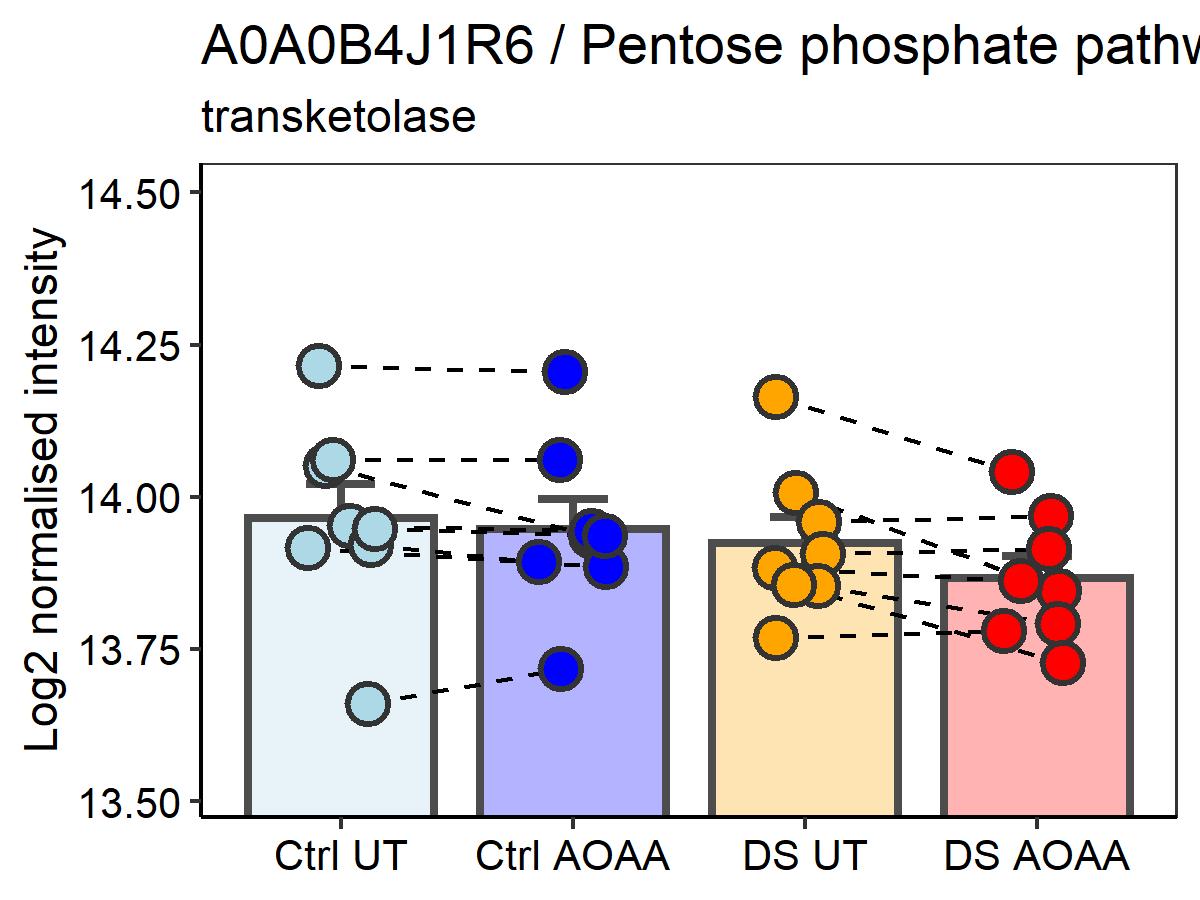 A0A0B4J1R6 / Pentose phosphate pathw
transketolase
Log2 normalised intensity
14.50
14.25
14.00
13.75
13.50
Ctrl UT
Ctrl AOAA
DS UT
DS AOAA